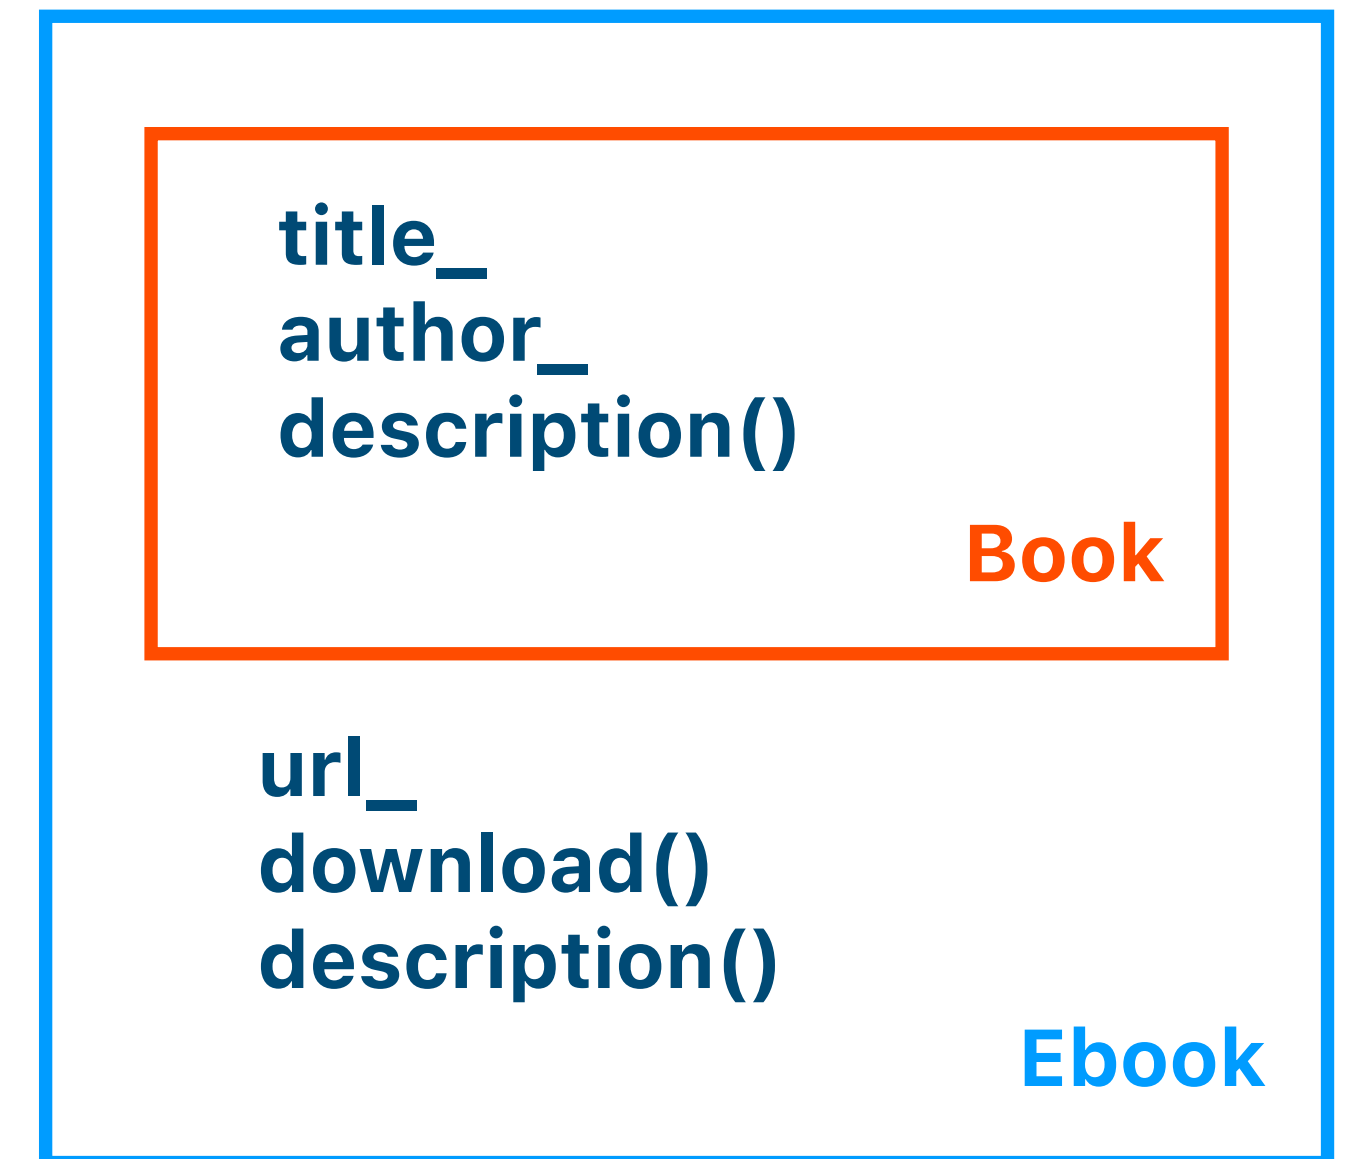 title_
author_
description()
Book
url_
download()
description()
Ebook